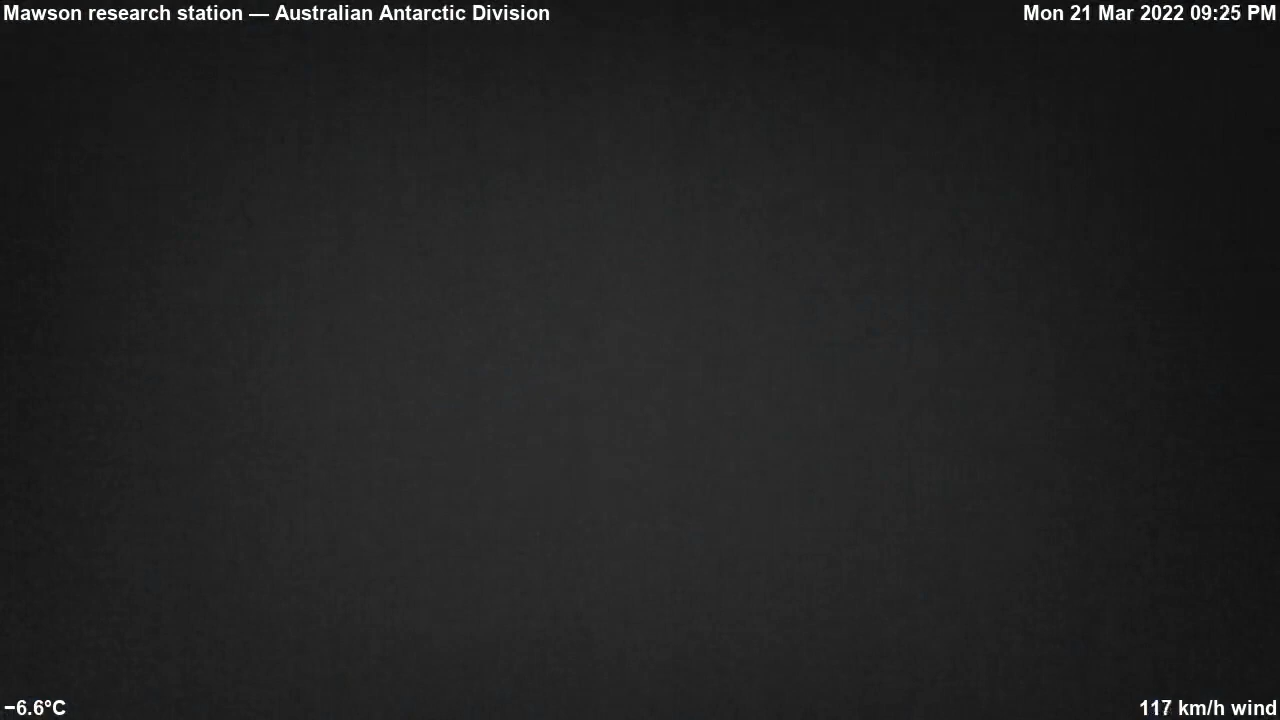 Mawson research station — Australian Antarctic Division
Mon 21 Mar 2022 09:25 PM
−6.6°C
117 km/h wind